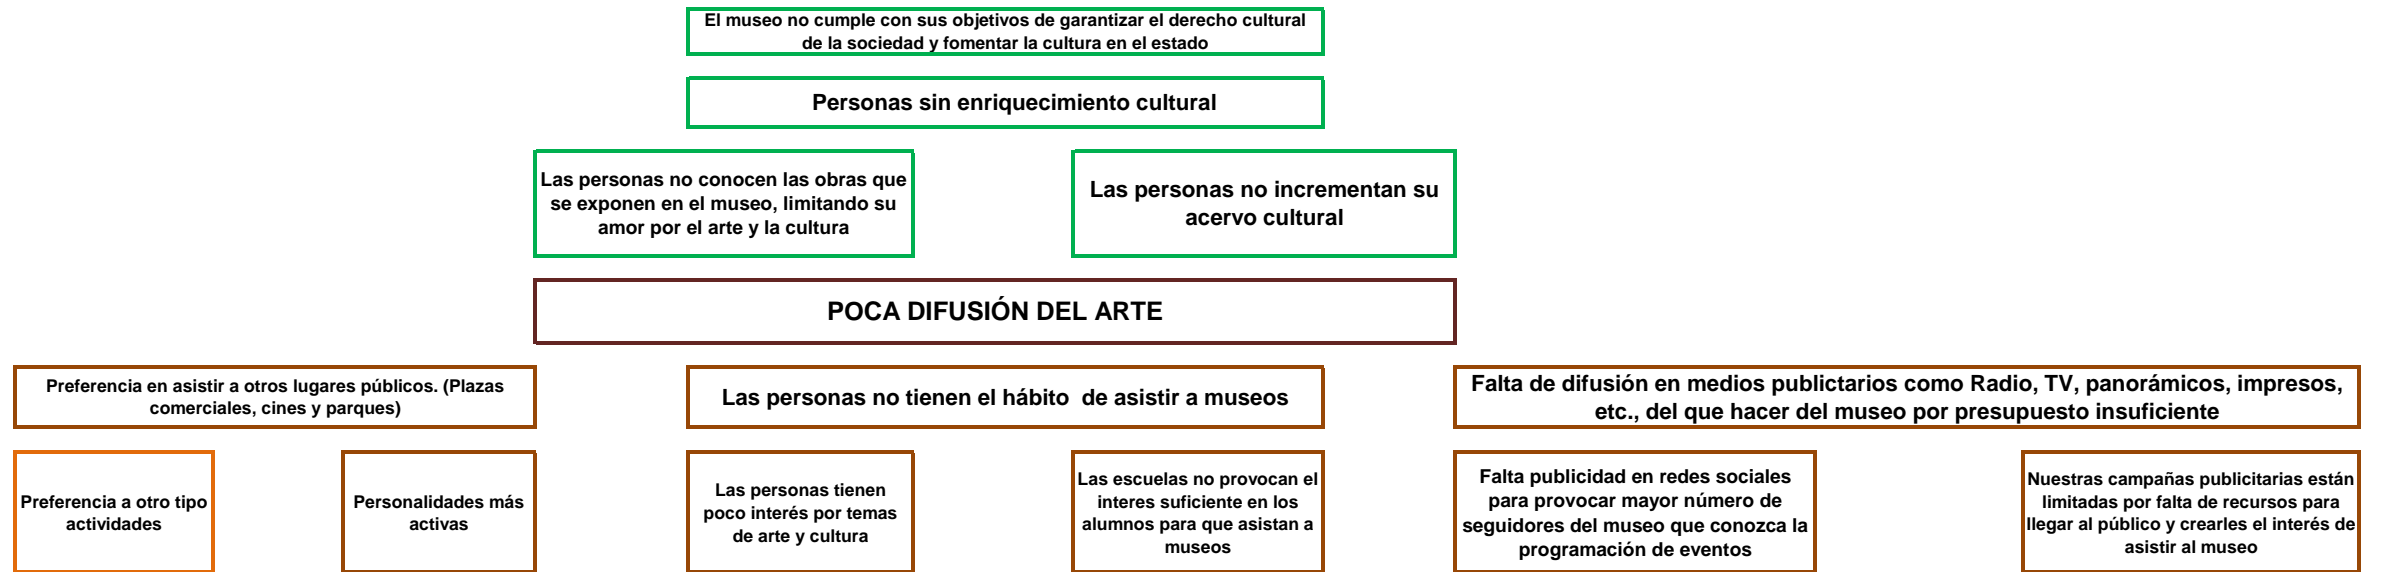 El museo no cumple con sus objetivos de garantizar el derecho cultural
de la sociedad y fomentar la cultura en el estado
Personas sin enriquecimiento cultural
Las personas no conocen las obras que
se exponen en el museo, limitando su
amor por el arte y la cultura
Las personas no incrementan su
acervo cultural
POCA DIFUSIÓN DEL ARTE
Preferencia en asistir a otros lugares públicos. (Plazas
comerciales, cines y parques)
Las personas no tienen el hábito  de asistir a museos
Falta de difusión en medios publictarios como Radio, TV, panorámicos, impresos,
etc., del que hacer del museo por presupuesto insuficiente
Preferencia a otro tipo
actividades
Personalidades más
activas
Las personas tienen
poco interés por temas
de arte y cultura
Las escuelas no provocan el
interes suficiente en los
alumnos para que asistan a
museos
Falta publicidad en redes sociales
para provocar mayor número de
seguidores del museo que conozca la
programación de eventos
Nuestras campañas publicitarias están
limitadas por falta de recursos para
llegar al público y crearles el interés de
asistir al museo